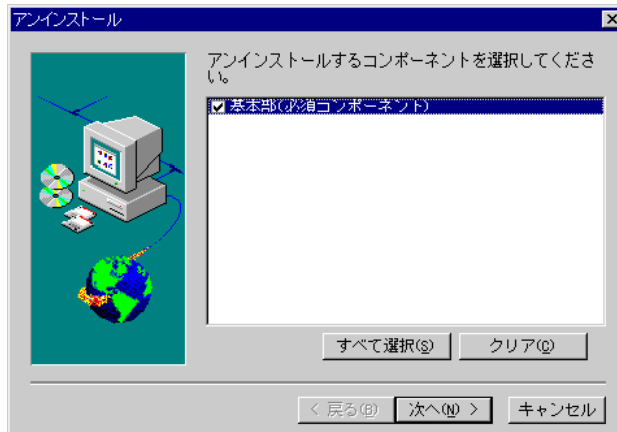 アンインストール
アンインストールするコンポーネントを選択してくださ
い。
基本部(必須コンポーネント)
すべて選択(S)
クリア(C)
< 戻る(B)
次へ(N) >
キャンセル